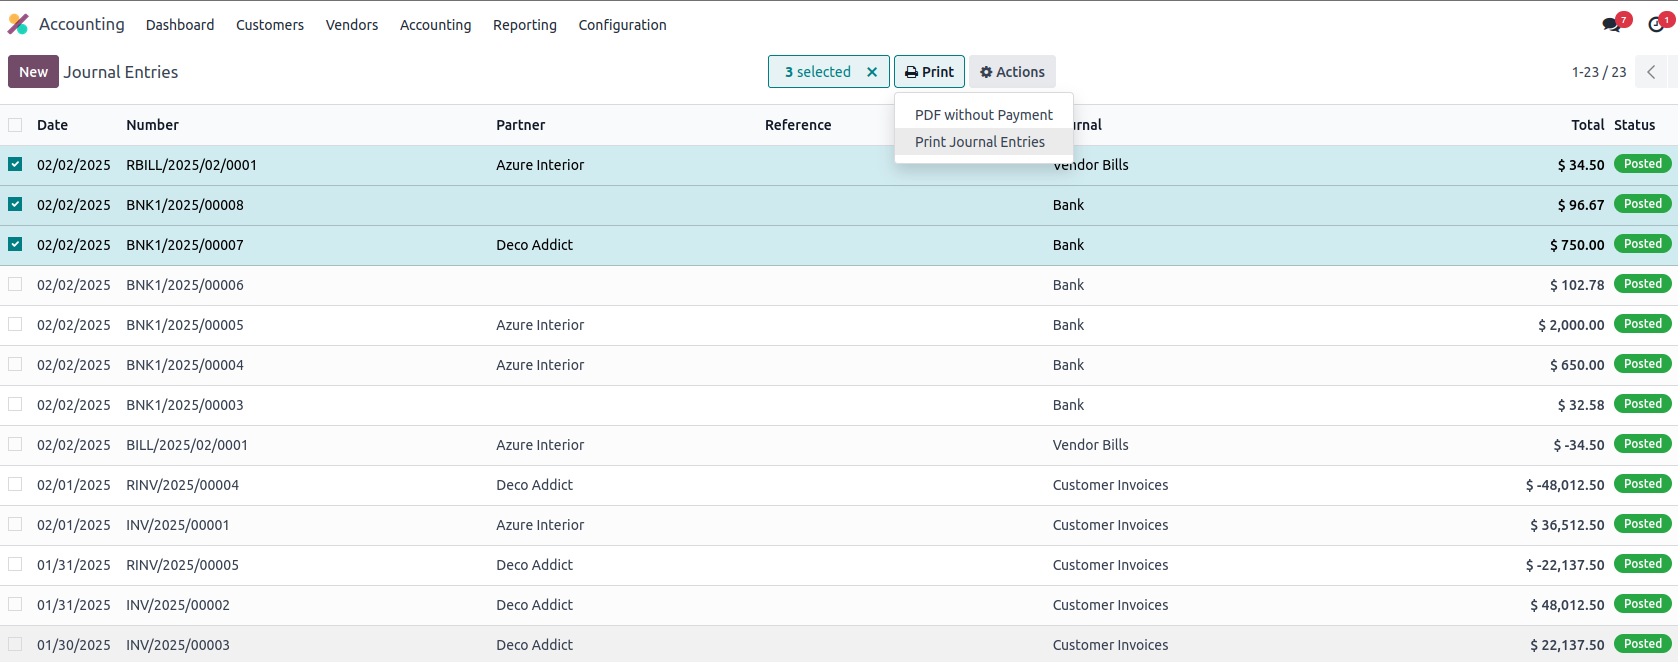 Accounting Dashboard Customers Vendors Accounting Reporting Configuration 7 1
New Journal Entries 3 selected × Print Actions 1-23 / 23
PDF without Payment
Print Journal Entries
Date Number Partner Reference urnal Total Status
02/02/2025 RBILL/2025/02/0001 Azure Interior Vendor Bills $ 34.50 Posted
02/02/2025 BNK1/2025/00008 Bank $ 96.67 Posted
02/02/2025 BNK1/2025/00007 Deco Addict Bank $ 750.00 Posted
02/02/2025 BNK1/2025/00006 Bank $ 102.78 Posted
02/02/2025 BNK1/2025/00005 Azure Interior Bank $ 2,000.00 Posted
02/02/2025 BNK1/2025/00004 Azure Interior Bank $ 650.00 Posted
02/02/2025 BNK1/2025/00003 Bank $ 32.58 Posted
02/02/2025 BILL/2025/02/0001 Azure Interior Vendor Bills $ -34.50 Posted
02/01/2025 RINV/2025/00004 Deco Addict Customer Invoices $ -48,012.50 Posted
02/01/2025 INV/2025/00001 Azure Interior Customer Invoices $ 36,512.50 Posted
01/31/2025 RINV/2025/00005 Deco Addict Customer Invoices $ -22,137.50 Posted
01/31/2025 INV/2025/00002 Deco Addict Customer Invoices $ 48,012.50 Posted
01/30/2025 INV/2025/00003 Deco Addict Customer Invoices $ 22,137.50 Posted